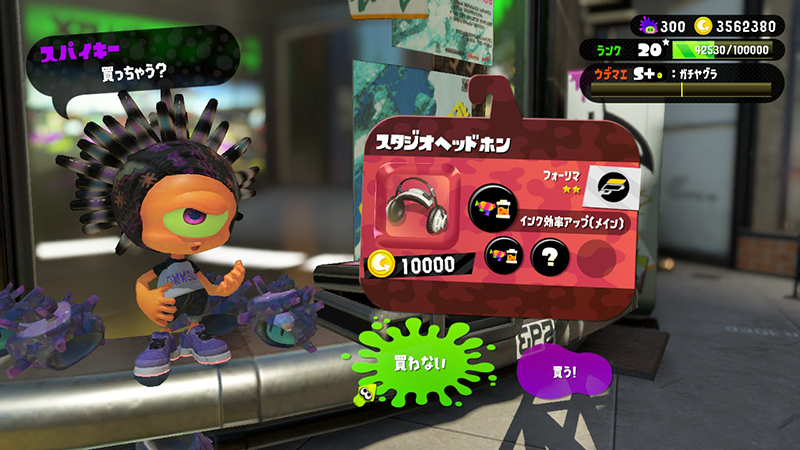 スパイキー
買っちゃう?
300
3562380
ランク 20★ 42530/100000
ウデマエ S+0 :ガチヤグラ
スタジオヘッドホン
フォーリマ
★★
インク効率アップ(メイン)
10000
?
買わない
買う!